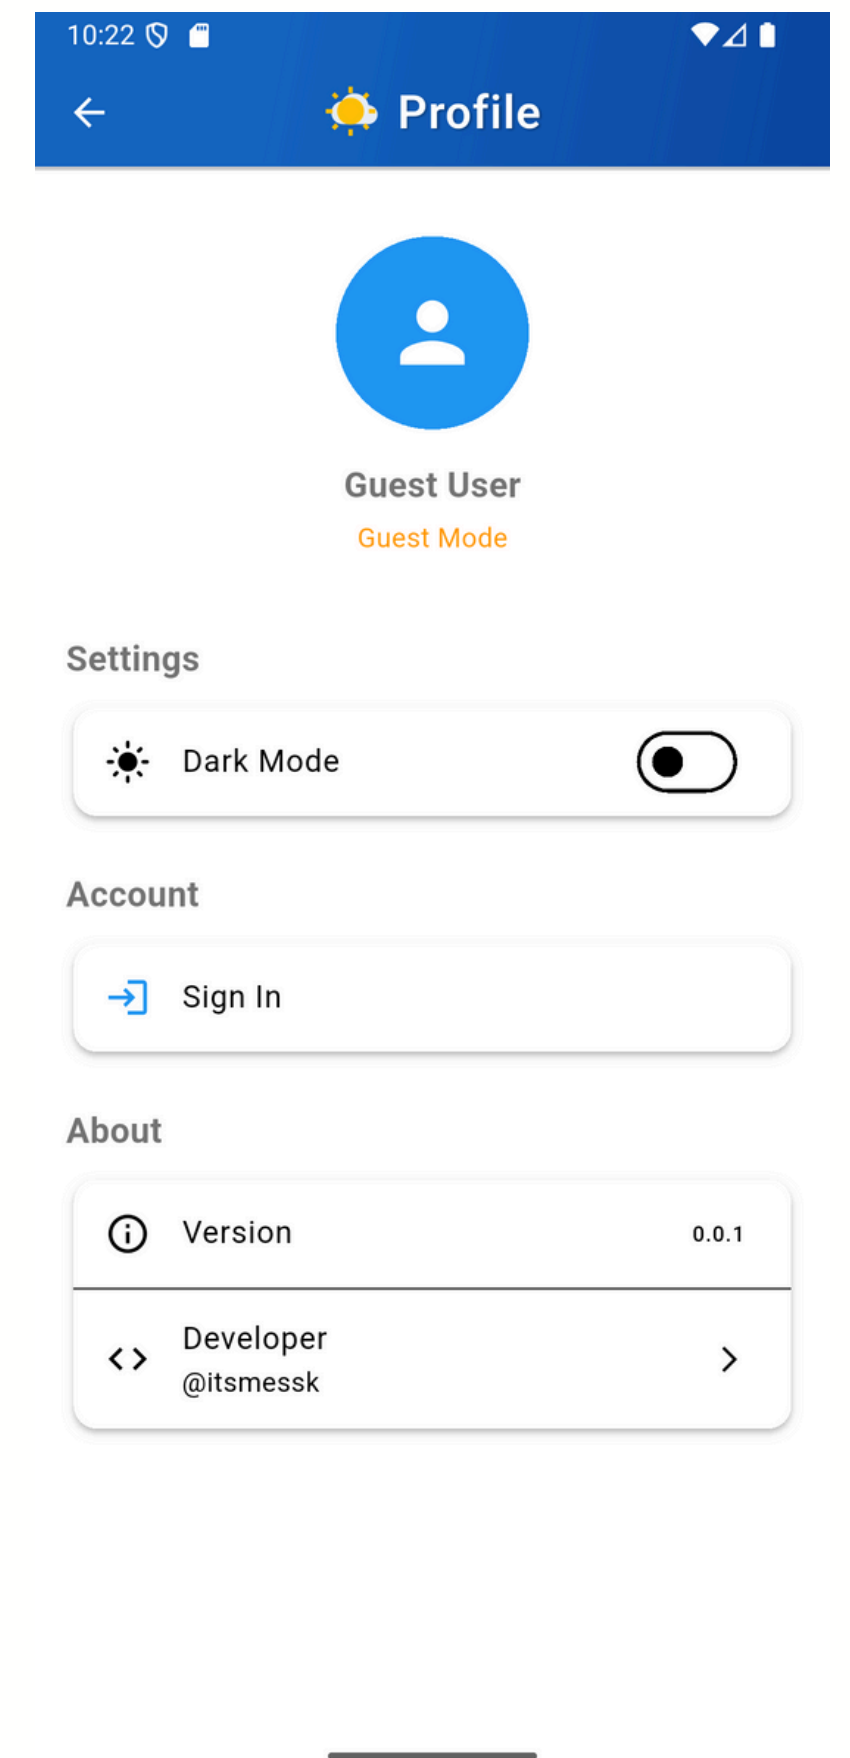 10:22
Profile
Guest User
Guest Mode
Settings
Dark Mode
Account
Sign In
About
Version 0.0.1
Developer
@itsmessk